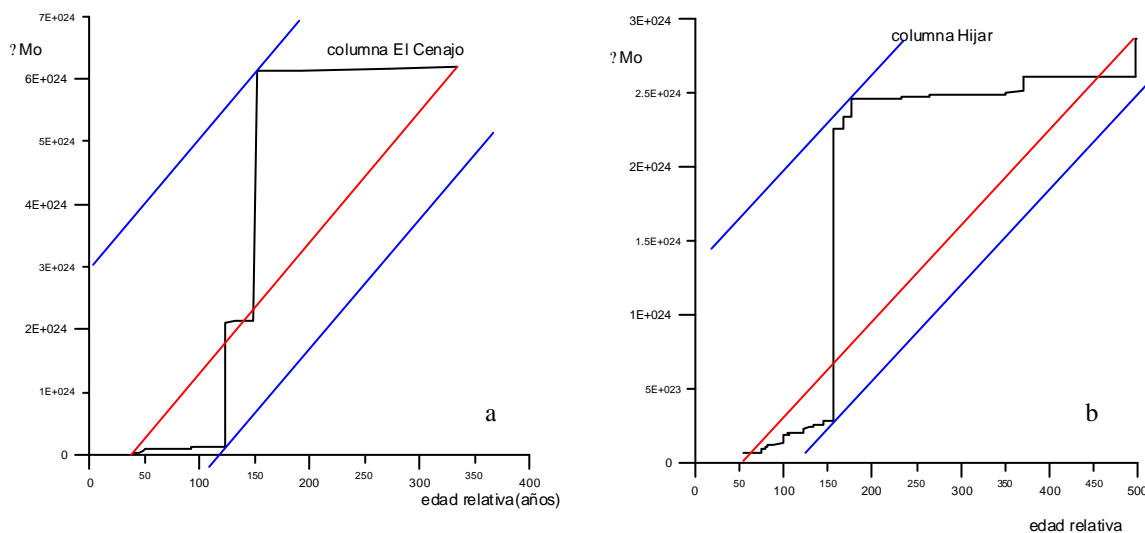 7E+024
?Mo
columna El Cenajo
6E+024
5E+024
4E+024
3E+024
2E+024
1E+024
0
a
0 50 100 150 200 250 300 350 400
edad relativa(años)
3E+024
columna Hijar
?Mo
2.5E+024
2E+024
1.5E+024
1E+024
5E+023
0
b
0 50 100 150 200 250 300 350 400 450 500
edad relativa